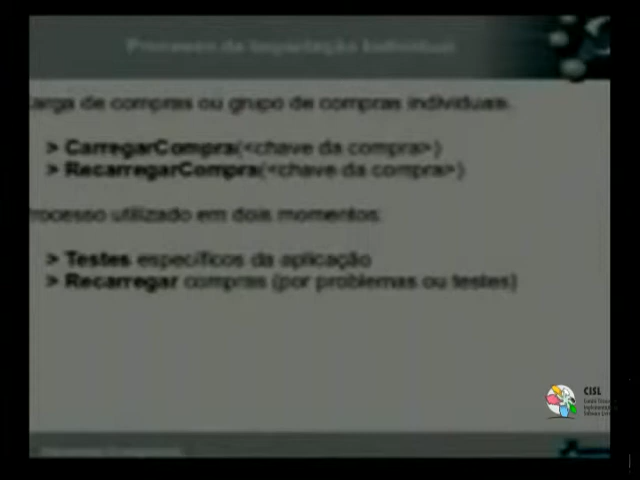 Processo de Importação Individual
Carga de compras ou grupo de compras individuais.
> CarregarCompra(<chave da compra>)
> RecarregarCompra(<chave da compra>)
Processo utilizado em dois momentos:
> Testes específicos da aplicação
> Recarregar compras (por problemas ou testes)
CISL